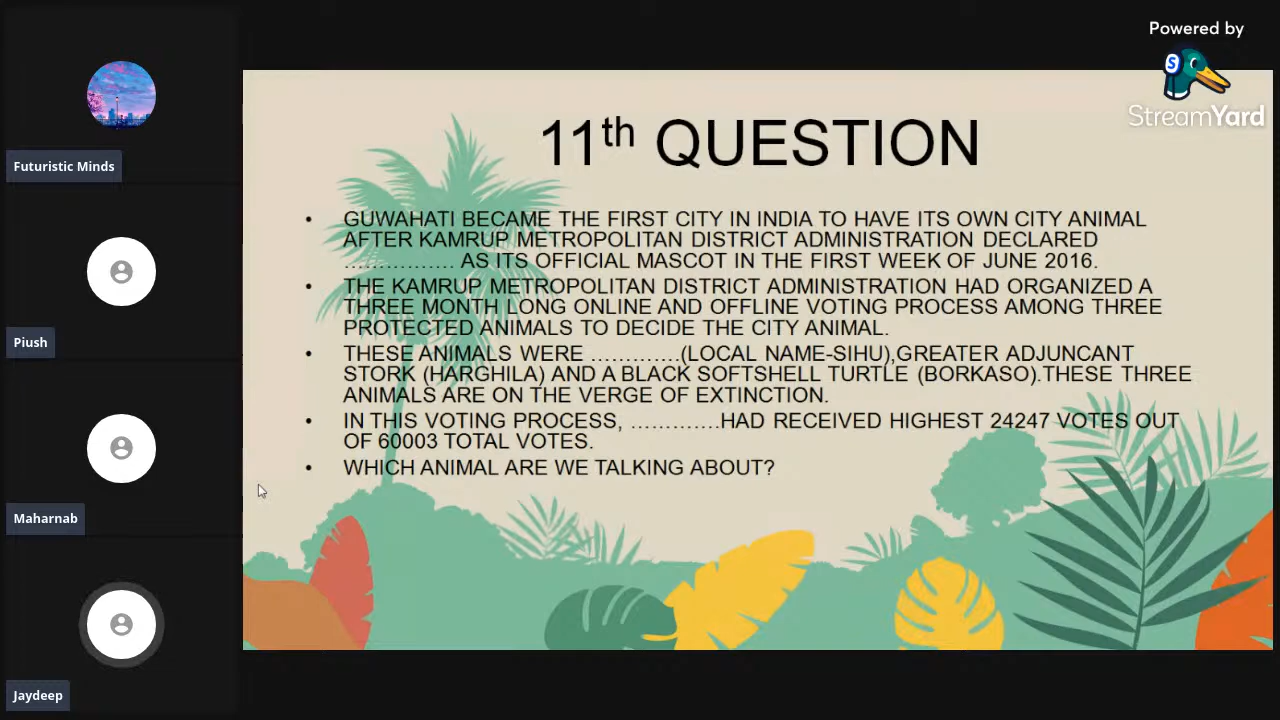 Powered by
StreamYard
Futuristic Minds
Piush
Maharnab
Jaydeep
11th QUESTION
• GUWAHATI BECAME THE FIRST CITY IN INDIA TO HAVE ITS OWN CITY ANIMAL
AFTER KAMRUP METROPOLITAN DISTRICT ADMINISTRATION DECLARED
……………. AS ITS OFFICIAL MASCOT IN THE FIRST WEEK OF JUNE 2016.
• THE KAMRUP METROPOLITAN DISTRICT ADMINISTRATION HAD ORGANIZED A
THREE MONTH LONG ONLINE AND OFFLINE VOTING PROCESS AMONG THREE
PROTECTED ANIMALS TO DECIDE THE CITY ANIMAL.
• THESE ANIMALS WERE ………….(LOCAL NAME-SIHU),GREATER ADJUNCANT
STORK (HARGHILA) AND A BLACK SOFTSHELL TURTLE (BORKASO).THESE THREE
ANIMALS ARE ON THE VERGE OF EXTINCTION.
• IN THIS VOTING PROCESS, ………….HAD RECEIVED HIGHEST 24247 VOTES OUT
OF 60003 TOTAL VOTES.
• WHICH ANIMAL ARE WE TALKING ABOUT?